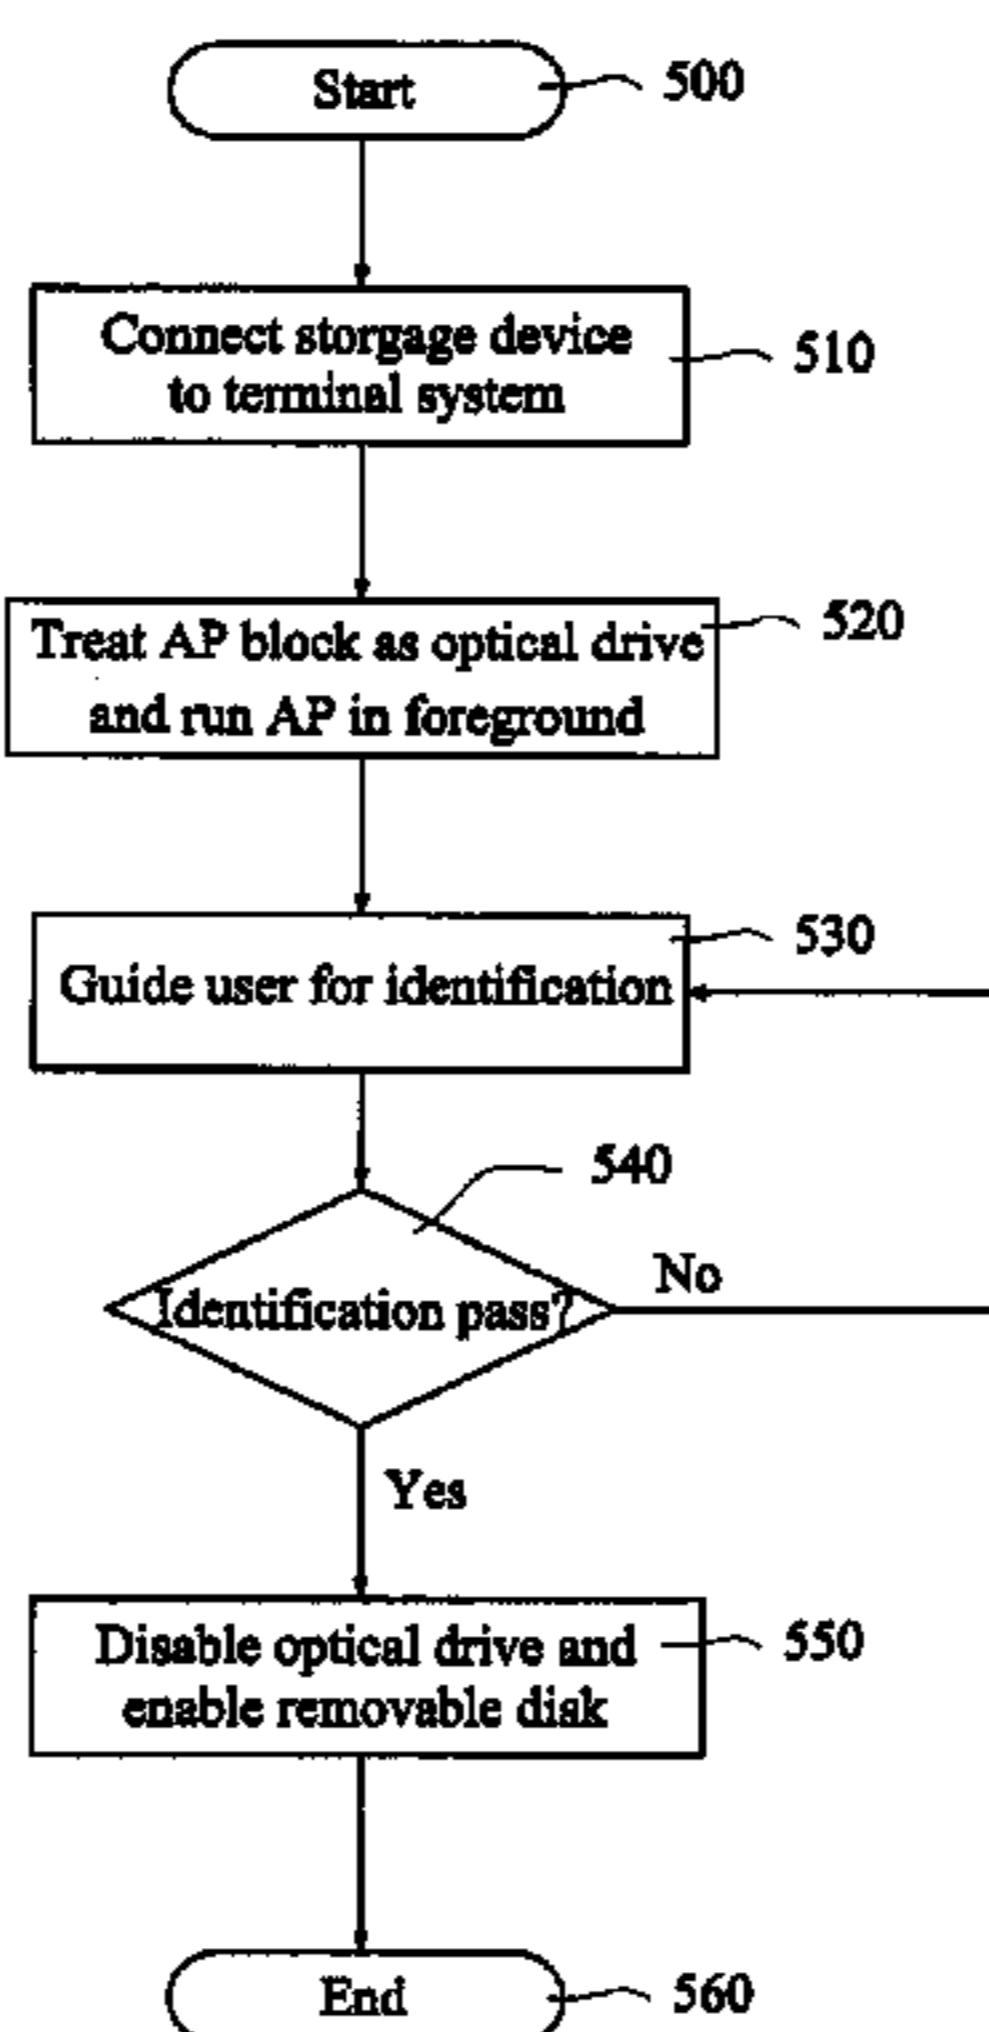 Start
500
Connect storgage device
to terminal system
510
Treat AP block as optical drive
and run AP in foreground
520
Guide user for identification
530
540
Identification pass?
No
Yes
Disable optical drive and
enable removable disk
550
End
560